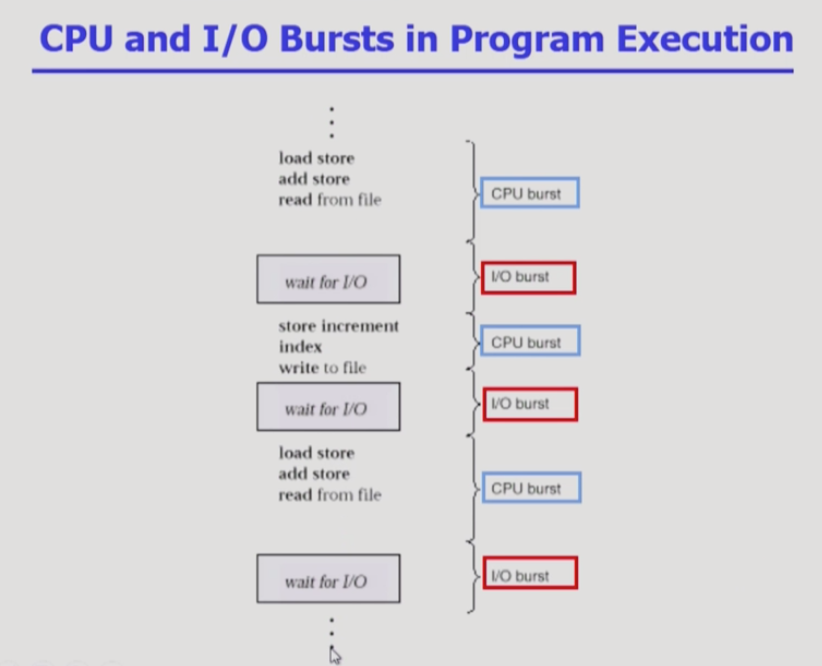 CPU and I/O Bursts in Program Execution
load store
add store
read from file
CPU burst
wait for I/O
I/O burst
store increment
index
write to file
CPU burst
wait for I/O
I/O burst
load store
add store
read from file
CPU burst
wait for I/O
I/O burst